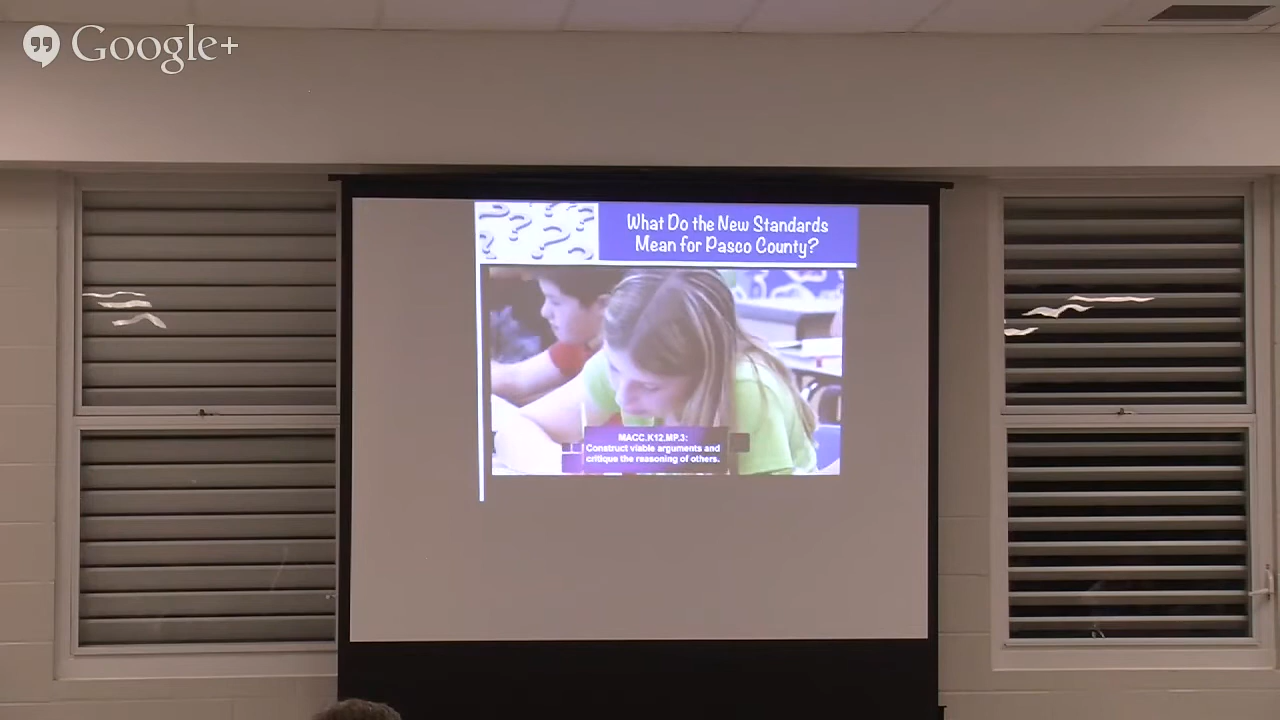 Google+
What Do the New Standards
Mean for Pasco County?
MACC.K12.MP.3:
Construct viable arguments and
critique the reasoning of others.